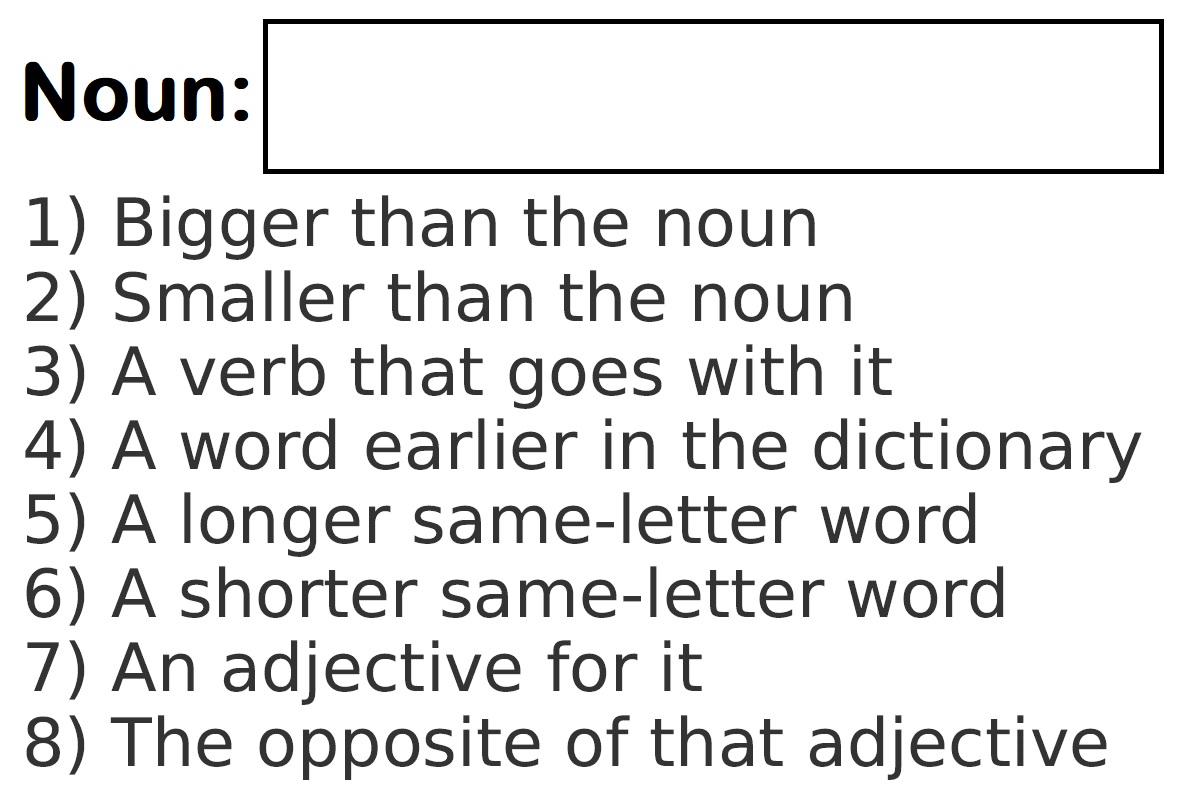 Noun:
1) Bigger than the noun
2) Smaller than the noun
3) A verb that goes with it
4) A word earlier in the dictionary
5) A longer same-letter word
6) A shorter same-letter word
7) An adjective for it
8) The opposite of that adjective